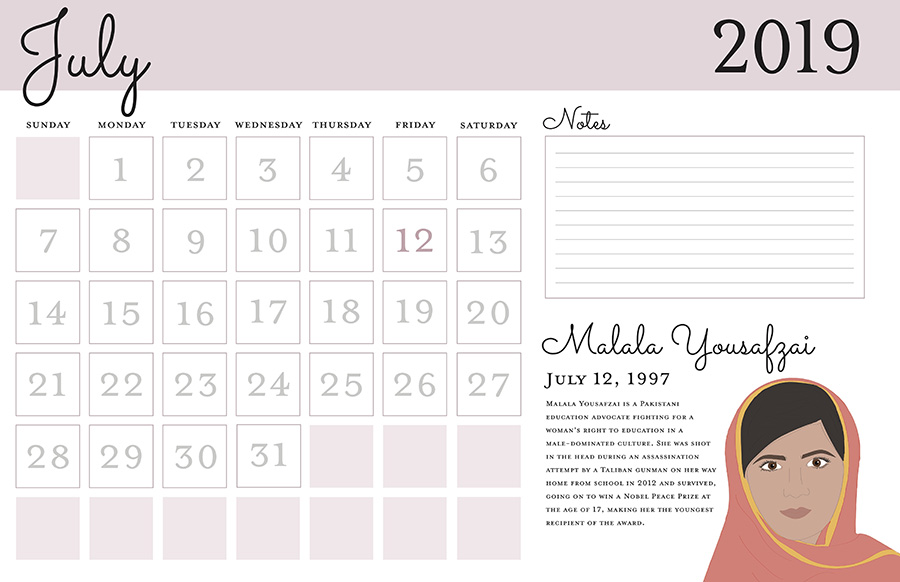 July
2019
SUNDAY MONDAY TUESDAY WEDNESDAY THURSDAY FRIDAY SATURDAY
1 2 3 4 5 6
7 8 9 10 11 12 13
14 15 16 17 18 19 20
21 22 23 24 25 26 27
28 29 30 31
Notes
Malala Yousafzai
July 12, 1997
Malala Yousafzai is a Pakistani
education advocate fighting for a
woman's right to education in a
male-dominated culture. She was shot
in the head during an assassination
attempt by a Taliban gunman on her way
home from school in 2012 and survived,
going on to win a Nobel Peace Prize at
the age of 17, making her the youngest
recipient of the award.